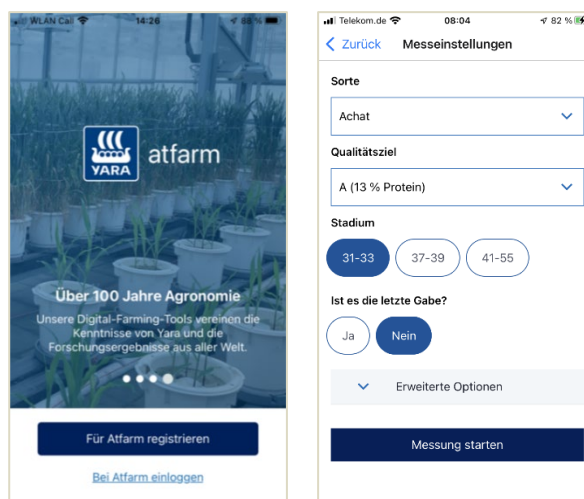 WLAN Call 14:26 88 %
YARA
atfarm
Über 100 Jahre Agronomie
Unsere Digital-Farming-Tools vereinen die
Kenntnisse von Yara und die
Forschungsergebnisse aus aller Welt.
Für Atfarm registrieren
Bei Atfarm einloggen
Telekom.de 08:04 82 %
Zurück Messeinstellungen
Sorte
Achat
Qualitätsziel
A (13 % Protein)
Stadium
31-33 37-39 41-55
Ist es die letzte Gabe?
Ja Nein
Erweiterte Optionen
Messung starten